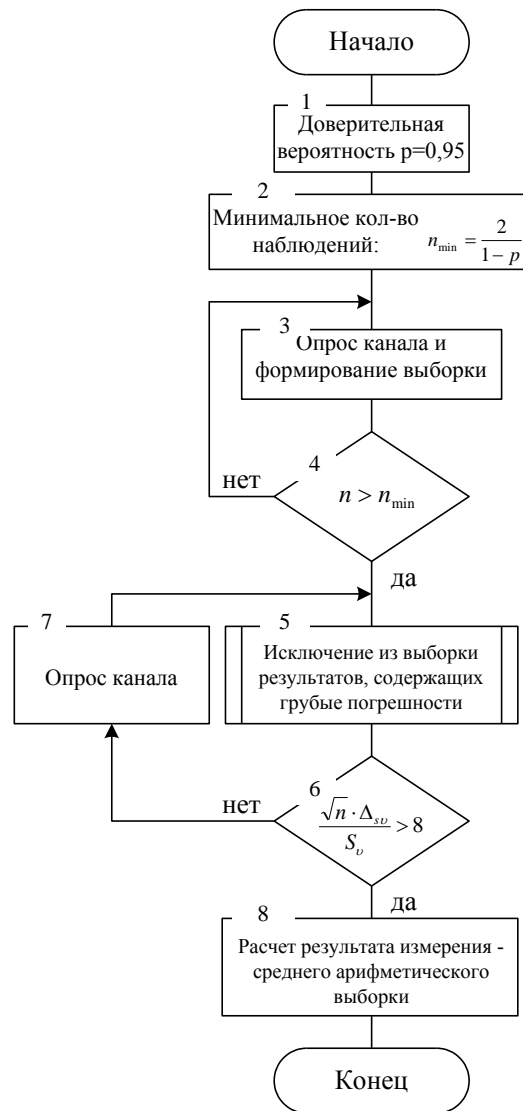 Начало
1
Доверительная
вероятность p=0,95
2
Минимальное кол-во
наблюдений: n_min = 2/(1− p)
3
Опрос канала и
формирование выборки
4
нет
n > n_min
да
7
5
Опрос канала
Исключение из выборки
результатов, содержащих
грубые погрешности
6
нет
√n · Δ_sυ / S_υ > 8
да
8
Расчет результата измерения -
среднего арифметического
выборки
Конец